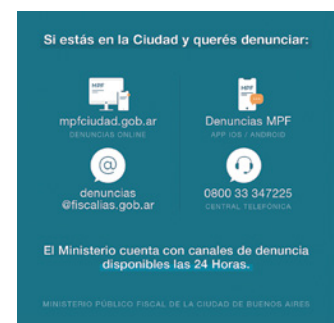 Si estás en la Ciudad y querés denunciar:
MPF
mpfciudad.gob.ar
DENUNCIAS ONLINE
MPF
Denuncias MPF
APP IOS / ANDROID
@
denuncias
@fiscalias.gob.ar
0800 33 347225
CENTRAL TELEFÓNICA
El Ministerio cuenta con canales de denuncia
disponibles las 24 Horas.
MINISTERIO PÚBLICO FISCAL DE LA CIUDAD DE BUENOS AIRES